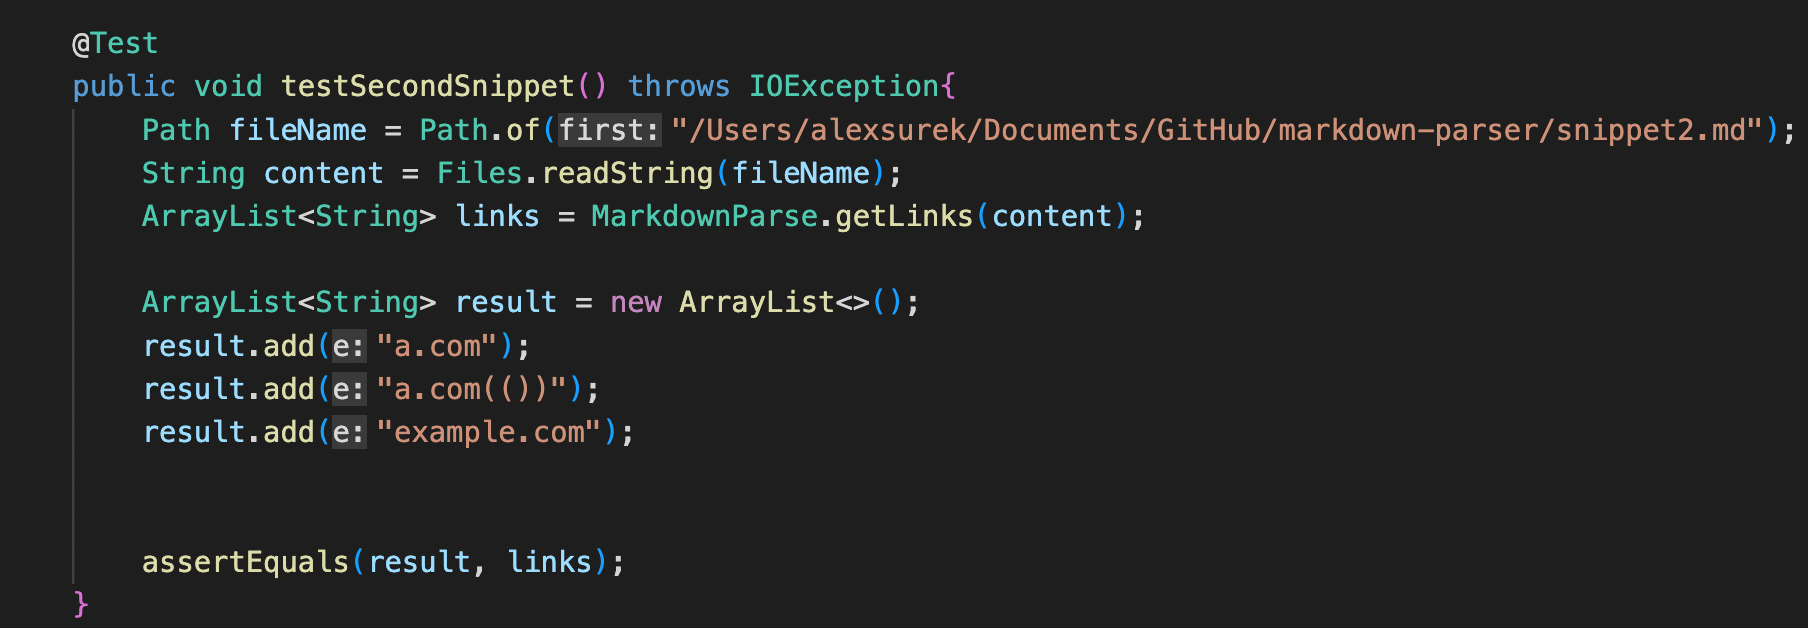 @Test
public void testSecondSnippet() throws IOException{
Path fileName = Path.of(first: "/Users/alexsurek/Documents/GitHub/markdown-parser/snippet2.md");
String content = Files.readString(fileName);
ArrayList<String> links = MarkdownParse.getLinks(content);
ArrayList<String> result = new ArrayList<>();
result.add(e: "a.com");
result.add(e: "a.com(())");
result.add(e: "example.com");
assertEquals(result, links);
}